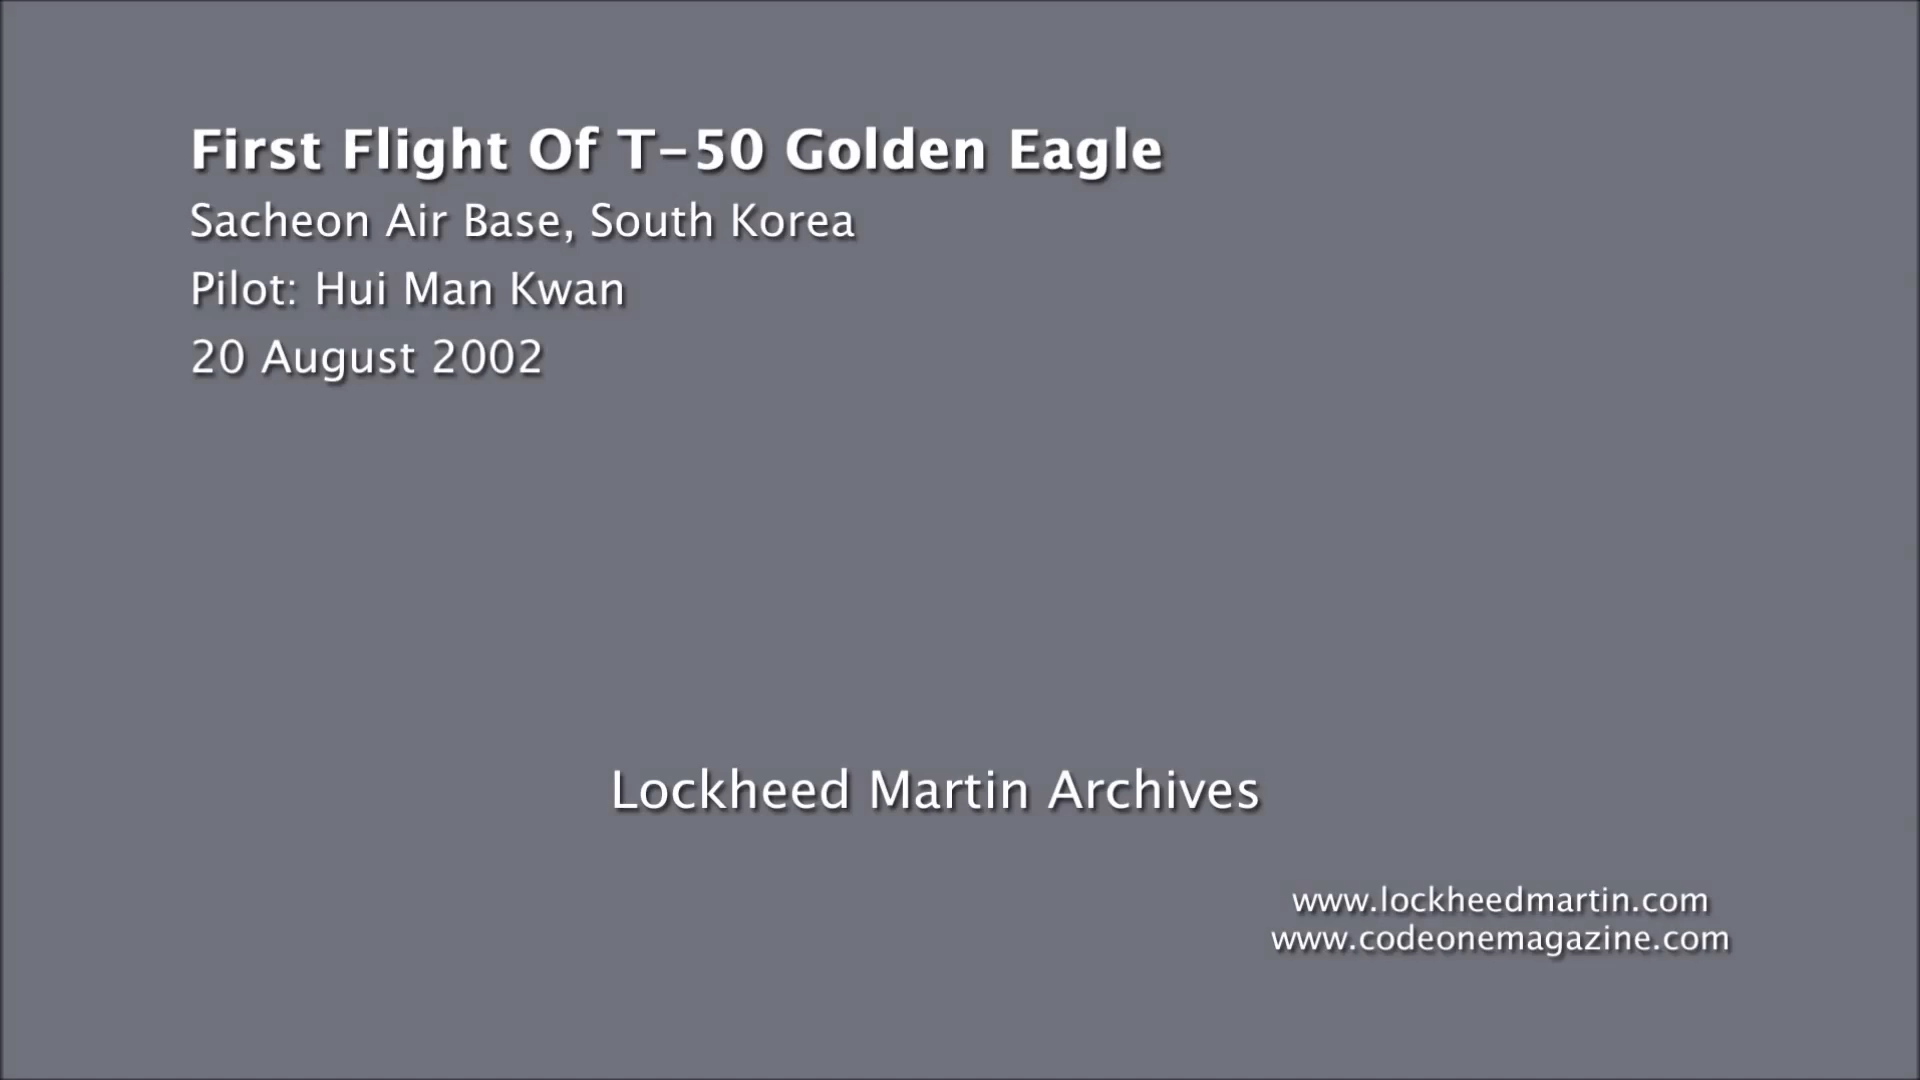 First Flight Of T-50 Golden Eagle
Sacheon Air Base, South Korea
Pilot: Hui Man Kwan
20 August 2002
Lockheed Martin Archives
www.lockheedmartin.com
www.codeonemagazine.com